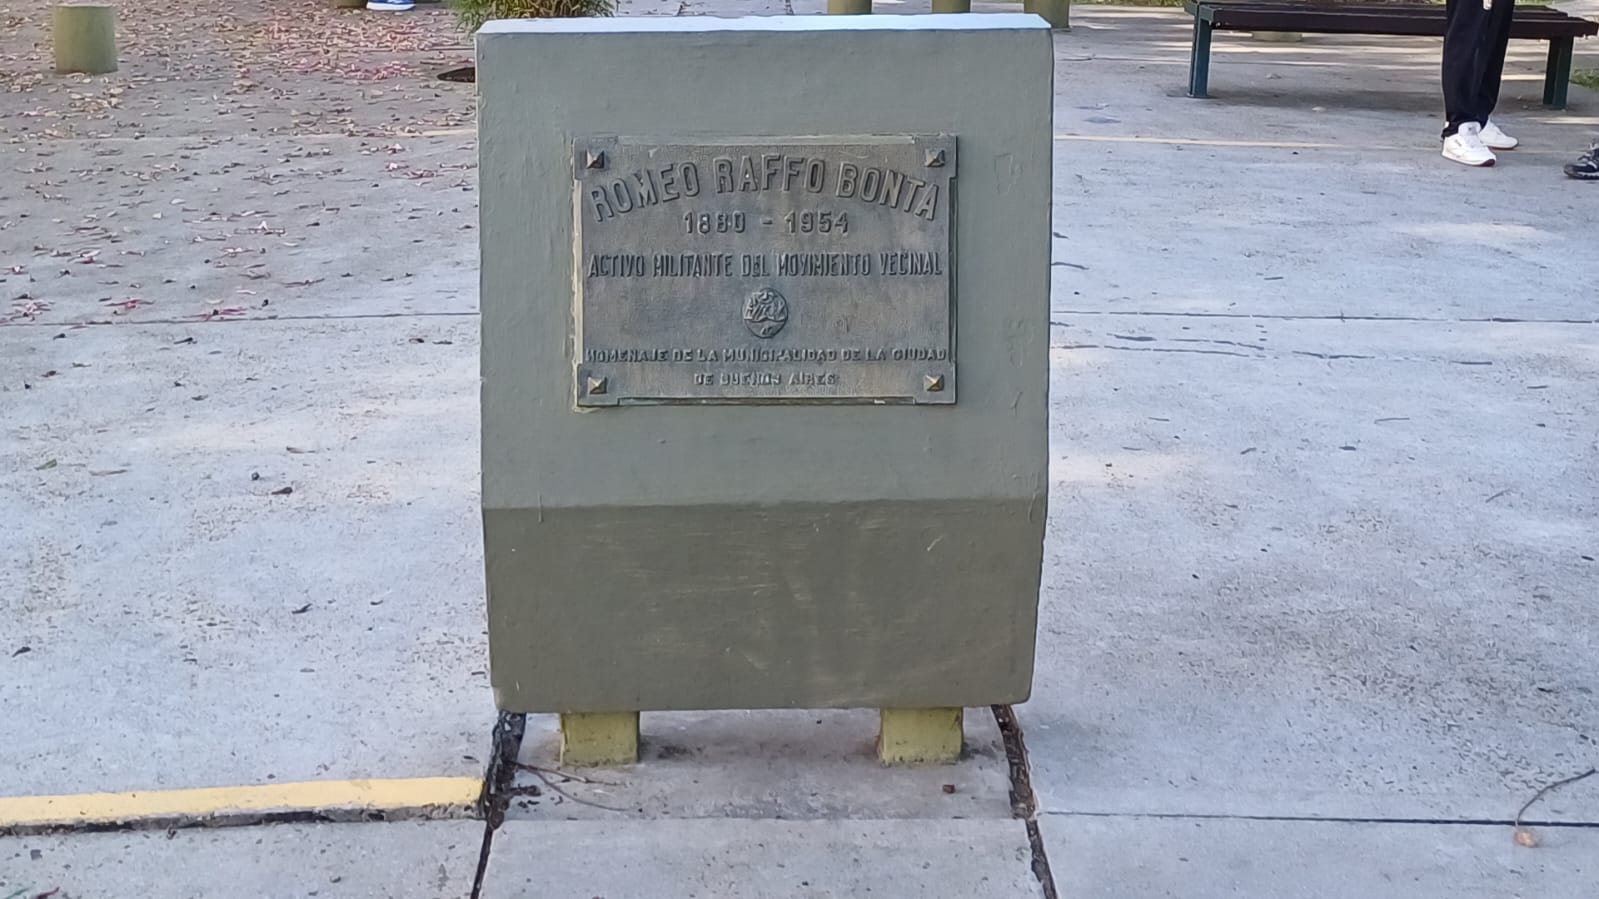 ROMEO RAFFO BONTA
1880 - 1954
ACTIVO MILITANTE DEL MOVIMIENTO VECINAL
HOMENAJE DE LA MUNICIPALIDAD DE LA CIUDAD
DE BUENOS AIRES